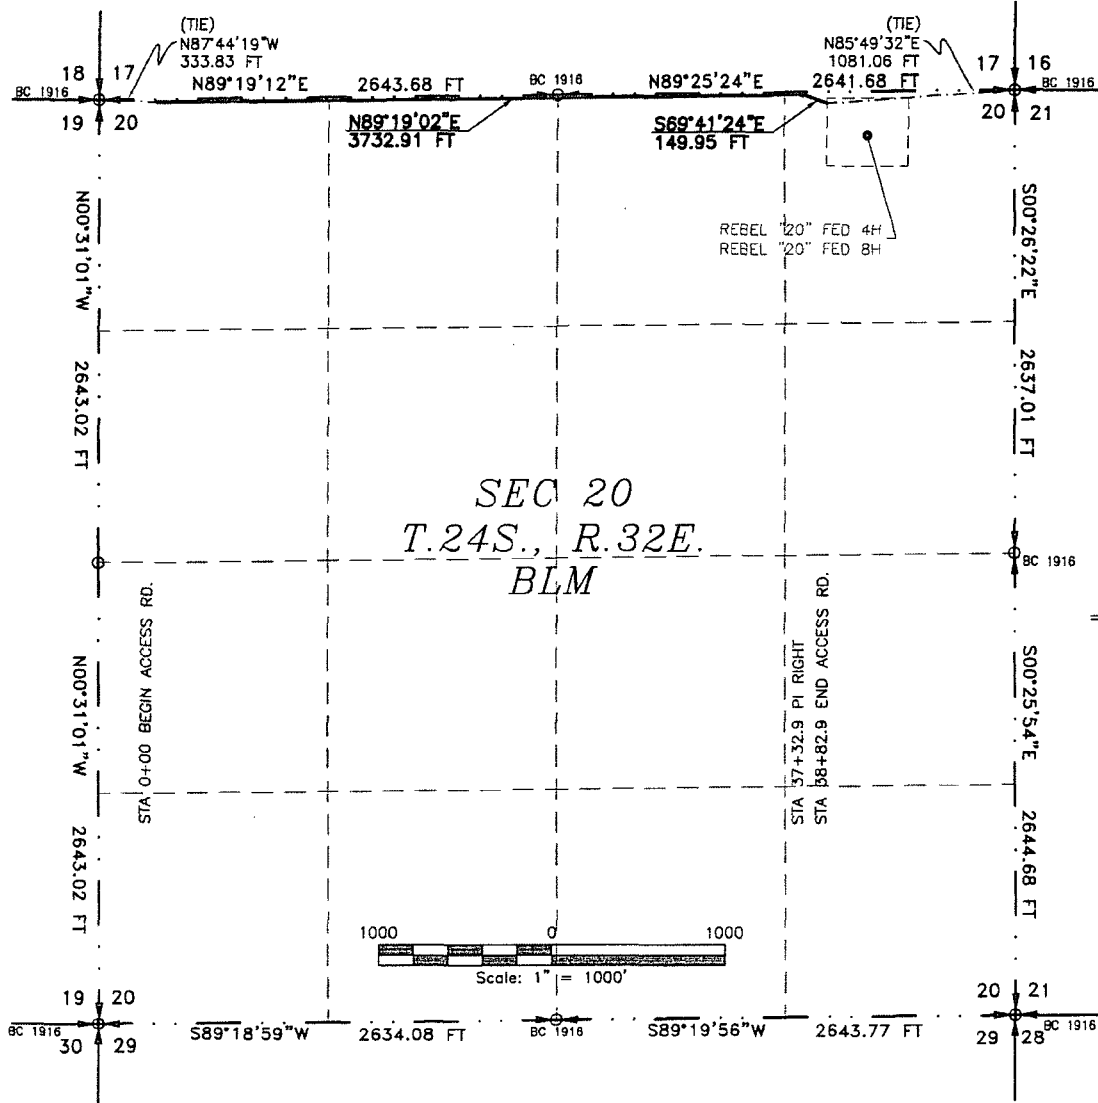 (TIE)
N87°44'19"W
333.83 FT
(TIE)
N85°49'32"E
1081.06 FT
18 17
17 16
BC 1916
N89°19'12"E 2643.68 FT
BC 1916
N89°25'24"E 2641.68 FT
BC 1916
19 20
20 21
N89°19'02"E
3732.91 FT
S69°41'24"E
149.95 FT
REBEL "20" FED 4H
REBEL "20" FED 8H
N00°31'01"W 2643.02 FT
S00°26'22"E 2637.01 FT
SEC 20
T.24S., R.32E.
BLM
BC 1916
STA 0+00 BEGIN ACCESS RD.
STA 37+32.9 PI RIGHT
STA 38+82.9 END ACCESS RD.
N00°31'01"W 2643.02 FT
S00°25'54"E 2644.68 FT
1000 0 1000
Scale: 1" = 1000'
19 20
20 21
BC 1916
S89°18'59"W 2634.08 FT
BC 1916
S89°19'56"W 2643.77 FT
BC 1916
30 29
29 28